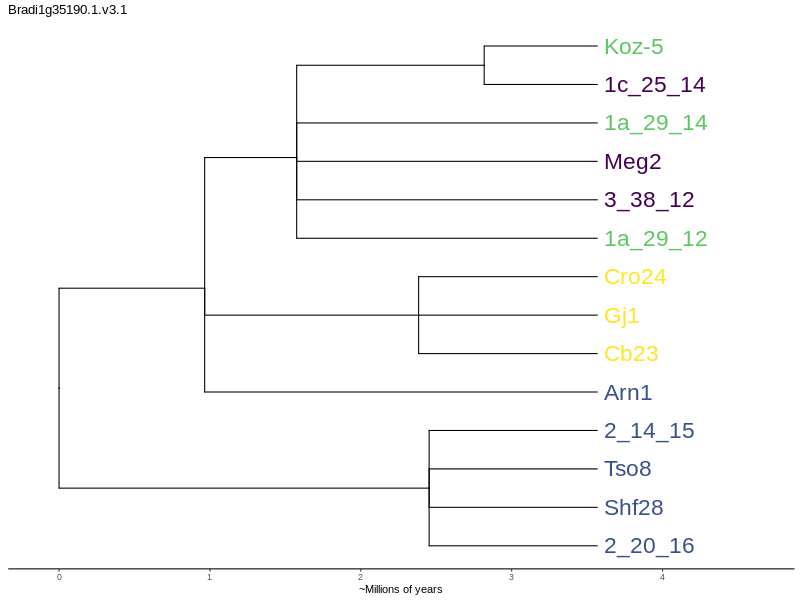 Bradi1g35190.1.v3.1
Koz-5
1c_25_14
1a_29_14
Meg2
3_38_12
1a_29_12
Cro24
Gj1
Cb23
Arn1
2_14_15
Tso8
Shf28
2_20_16
0 1 2 3 4
~Millions of years